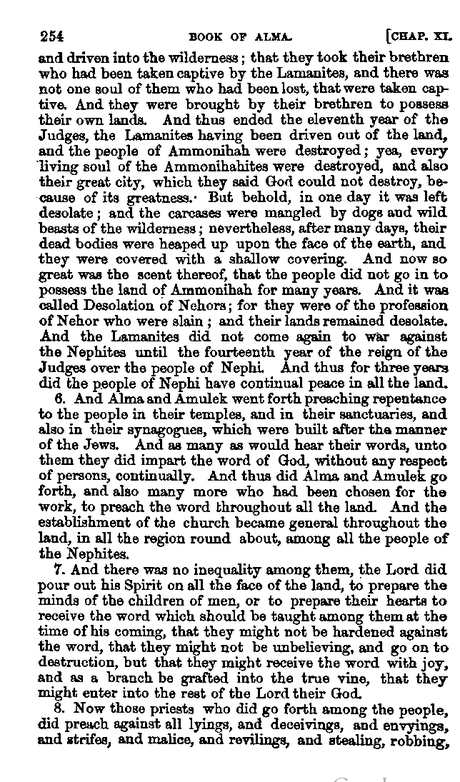 254 BOOK OF ALMA. [CHAP. XI.
and driven into the wilderness; that they took their brethren
who had been taken captive by the Lamanites, and there was
not one soul of them who had been lost, that were taken cap-
tive. And they were brought by their brethren to possess
their own lands. And thus ended the eleventh year of the
Judges, the Lamanites having been driven out of the land,
and the people of Ammonihah were destroyed; yea, every
living soul of the Ammonihahites were destroyed, and also
their great city, which they said God could not destroy, be-
cause of its greatness. But behold, in one day it was left
desolate; and the carcases were mangled by dogs and wild
beasts of the wilderness; nevertheless, after many days, their
dead bodies were heaped up upon the face of the earth, and
they were covered with a shallow covering. And now so
great was the scent thereof, that the people did not go in to
possess the land of Ammonihah for many years. And it was
called Desolation of Nehors; for they were of the profession
of Nehor who were slain; and their lands remained desolate.
And the Lamanites did not come again to war against
the Nephites until the fourteenth year of the reign of the
Judges over the people of Nephi. And thus for three years
did the people of Nephi have continual peace in all the land.
6. And Alma and Amulek went forth preaching repentance
to the people in their temples, and in their sanctuaries, and
also in their synagogues, which were built after the manner
of the Jews. And as many as would hear their words, unto
them they did impart the word of God, without any respect
of persons, continually. And thus did Alma and Amulek go
forth, and also many more who had been chosen for the
work, to preach the word throughout all the land. And the
establishment of the church became general throughout the
land, in all the region round about, among all the people of
the Nephites.
7. And there was no inequality among them, the Lord did
pour out his Spirit on all the face of the land, to prepare the
minds of the children of men, or to prepare their hearts to
receive the word which should be taught among them at the
time of his coming, that they might not be hardened against
the word, that they might not be unbelieving, and go on to
destruction, but that they might receive the word with joy,
and as a branch be grafted into the true vine, that they
might enter into the rest of the Lord their God.
8. Now those priests who did go forth among the people,
did preach against all lyings, and deceivings, and envyings,
and strifes, and malice, and revilings, and stealing, robbing,